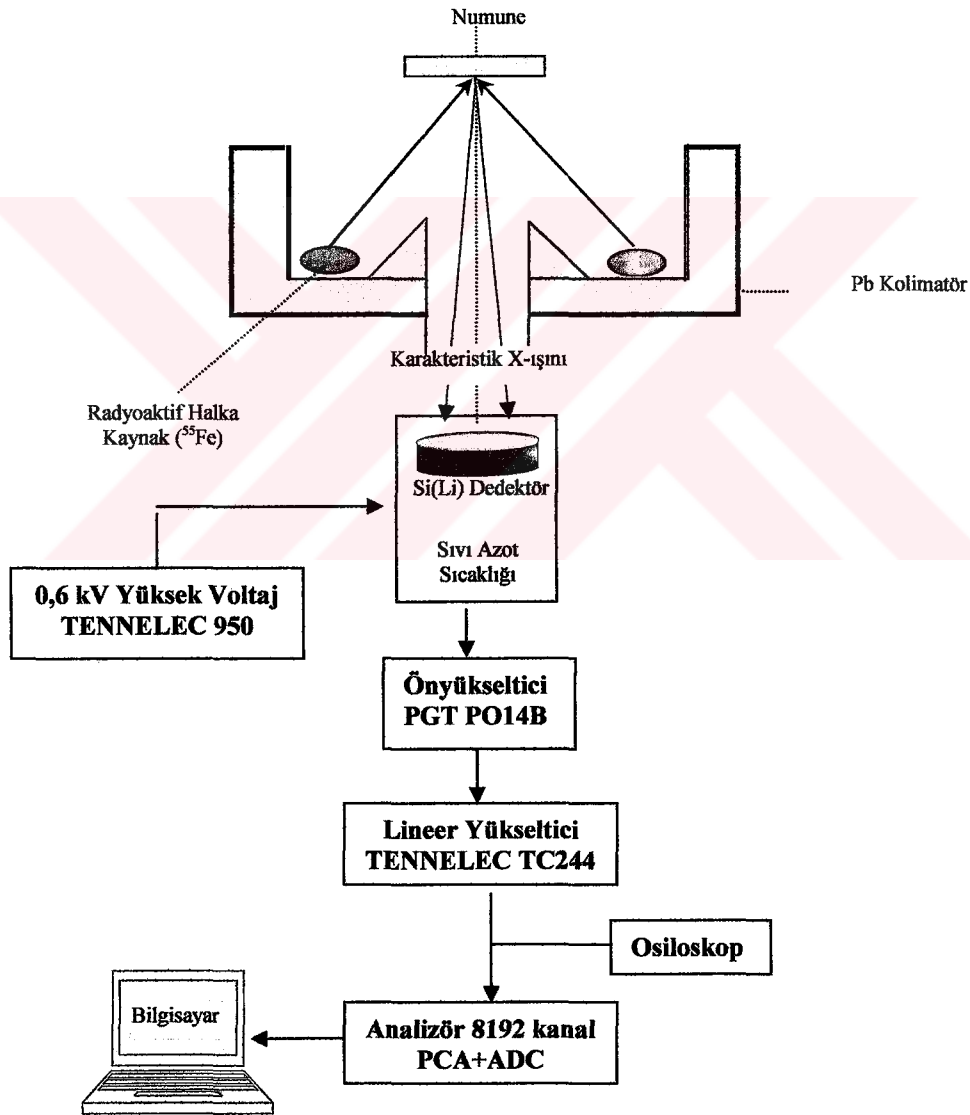 Numune
Pb Kolimatör
Karakteristik X-ışını
Radyoaktif Halka
Kaynak (⁵⁵Fe)
Si(Li) Dedektör
Sıvı Azot
Sıcaklığı
0,6 kV Yüksek Voltaj
TENNELEC 950
Önyükseltici
PGT PO14B
Lineer Yükseltici
TENNELEC TC244
Osiloskop
Bilgisayar
Analizör 8192 kanal
PCA+ADC